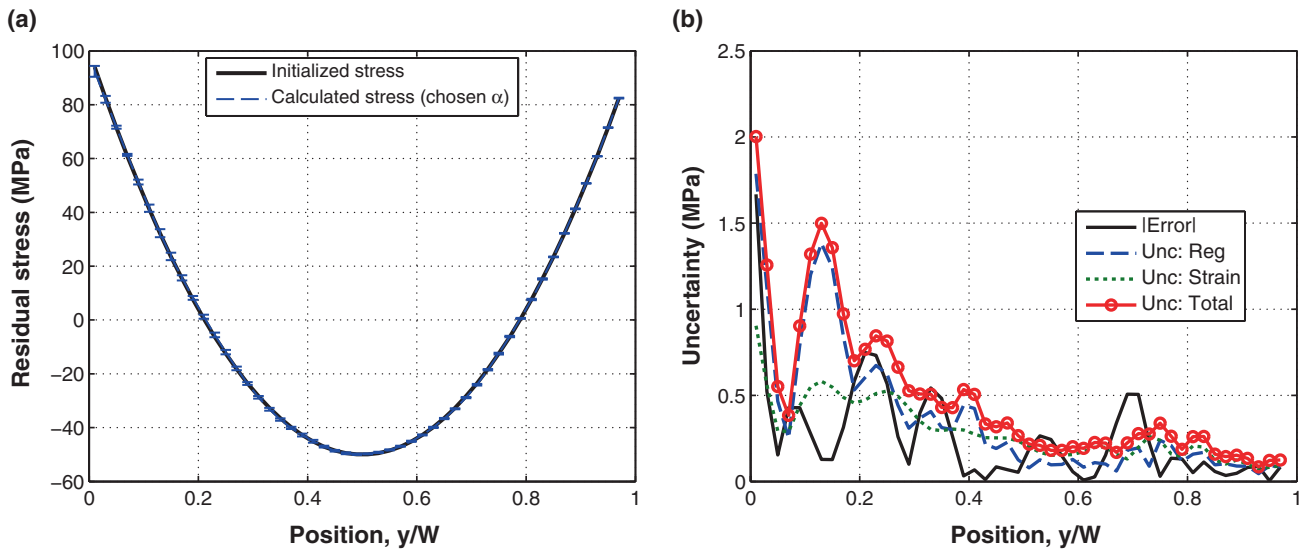 (a)
Residual stress (MPa)
100
80
60
40
20
0
−20
−40
−60
0
0.2
0.4
0.6
0.8
1
Position, y/W
Initialized stress
Calculated stress (chosen α)
(b)
Uncertainty (MPa)
2.5
2
1.5
1
0.5
0
0
0.2
0.4
0.6
0.8
1
Position, y/W
|Error|
Unc: Reg
Unc: Strain
Unc: Total